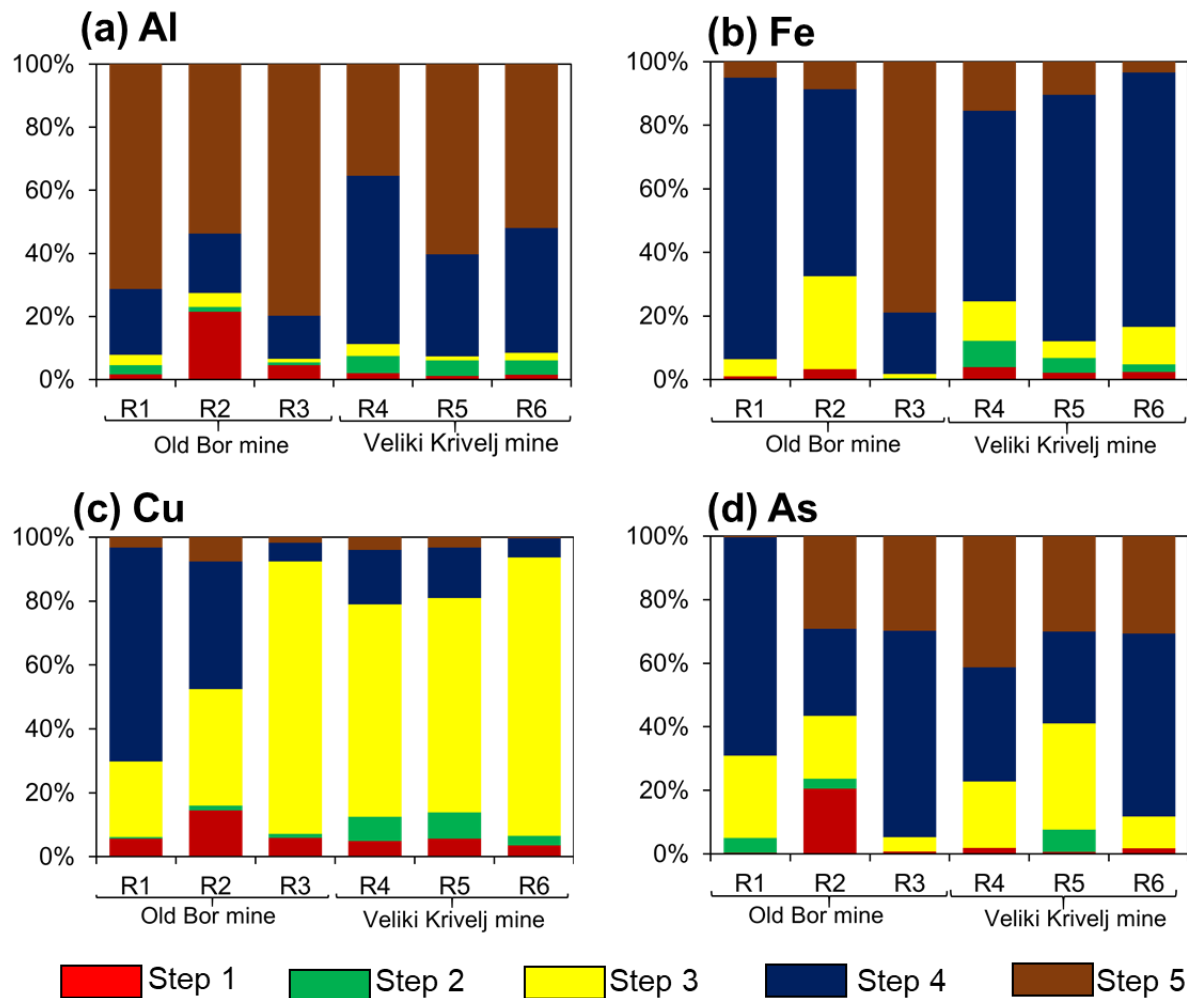 (a) Al
100%
80%
60%
40%
20%
0%
R1 R2 R3 R4 R5 R6
Old Bor mine Veliki Krivelj mine
(b) Fe
100%
80%
60%
40%
20%
0%
R1 R2 R3 R4 R5 R6
Old Bor mine Veliki Krivelj mine
(c) Cu
100%
80%
60%
40%
20%
0%
R1 R2 R3 R4 R5 R6
Old Bor mine Veliki Krivelj mine
(d) As
100%
80%
60%
40%
20%
0%
R1 R2 R3 R4 R5 R6
Old Bor mine Veliki Krivelj mine
Step 1 Step 2 Step 3 Step 4 Step 5